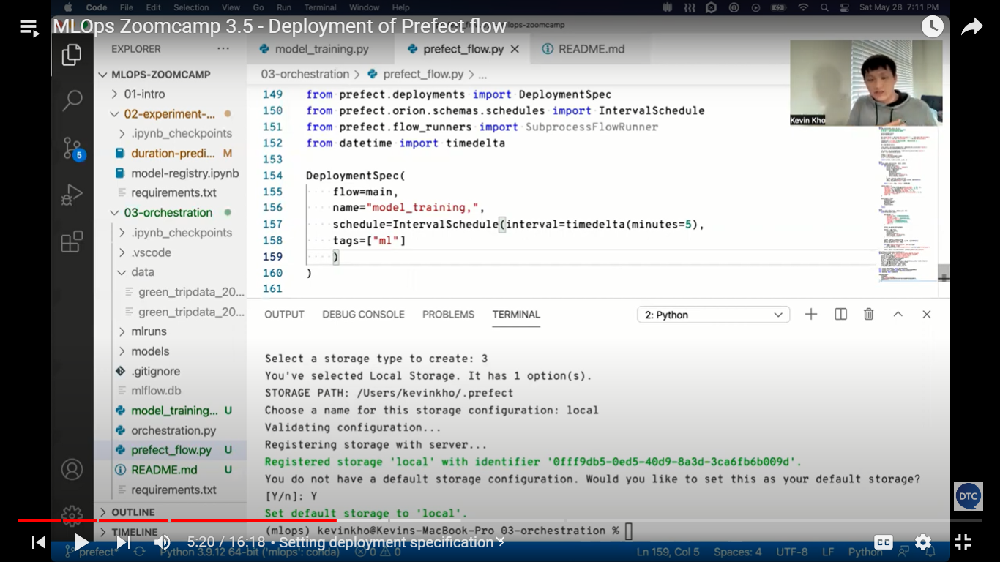 Code File Edit Selection View Go Run Terminal Window Help Sat May 28 7:11 PM
MLOps Zoomcamp 3.5 - Deployment of Prefect flow
EXPLORER ...
model_training.py prefect_flow.py README.md
MLOPS-ZOOMCAMP
03-orchestration > prefect_flow.py > ...
01-intro
02-experiment-...
.ipynb_checkpoints
duration-predi... M
model-registry.ipynb
requirements.txt
03-orchestration
.ipynb_checkpoints
.vscode
data
green_tripdata_20...
green_tripdata_20...
mlruns
models
.gitignore
mlflow.db
model_training... U
orchestration.py
prefect_flow.py U
README.md U
requirements.txt
OUTLINE
TIMELINE
5
149 from prefect.deployments import DeploymentSpec
150 from prefect.orion.schemas.schedules import IntervalSchedule
151 from prefect.flow_runners import SubprocessFlowRunner
152 from datetime import timedelta
153
154 DeploymentSpec(
155 flow=main,
156 name="model_training,",
157 schedule=IntervalSchedule(interval=timedelta(minutes=5),
158 tags=["ml"]
159 )
160 )
161
Kevin Kho
OUTPUT DEBUG CONSOLE PROBLEMS TERMINAL 2: Python
Select a storage type to create: 3
You've selected Local Storage. It has 1 option(s).
STORAGE PATH: /Users/kevinkho/.prefect
Choose a name for this storage configuration: local
Validating configuration...
Registering storage with server...
Registered storage 'local' with identifier '0fff9db5-0ed5-40d9-8a3d-3ca6fb6b009d'.
You do not have a default storage configuration. Would you like to set this as your default storage?
[Y/n]: Y
Set default storage to 'local'.
(mlops) kevinkho@Kevins-MacBook-Pro 03-orchestration %
DTC
5:20 / 16:18 • Setting deployment specification
CC
prefect* Python 3.9.12 64-bit ('mlops': conda) 0 0 Ln 159, Col 5 Spaces: 4 UTF-8 LF Python